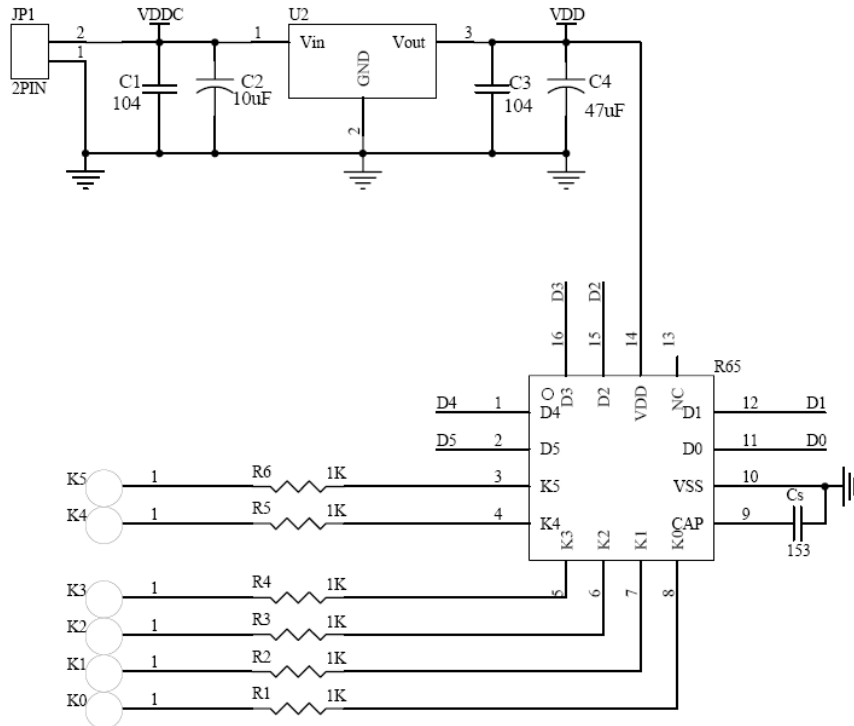 JP1 VDDC U2 VDD
2 1 Vin Vout 3
1
2PIN
C1 104
C2 10uF
GND
2
C3 104
C4 47uF
D3 D2
16 15 14 13
R65
D3 D2 VDD NC
D4 1 D4 D1 12 D1
D5 2 D5 D0 11 D0
K5 1 R6 1K 3 K5 VSS 10
K4 1 R5 1K 4 K4 CAP 9 Cs
153
K3 K2 K1 K0
5 6 7 8
K3 1 R4 1K
K2 1 R3 1K
K1 1 R2 1K
K0 1 R1 1K